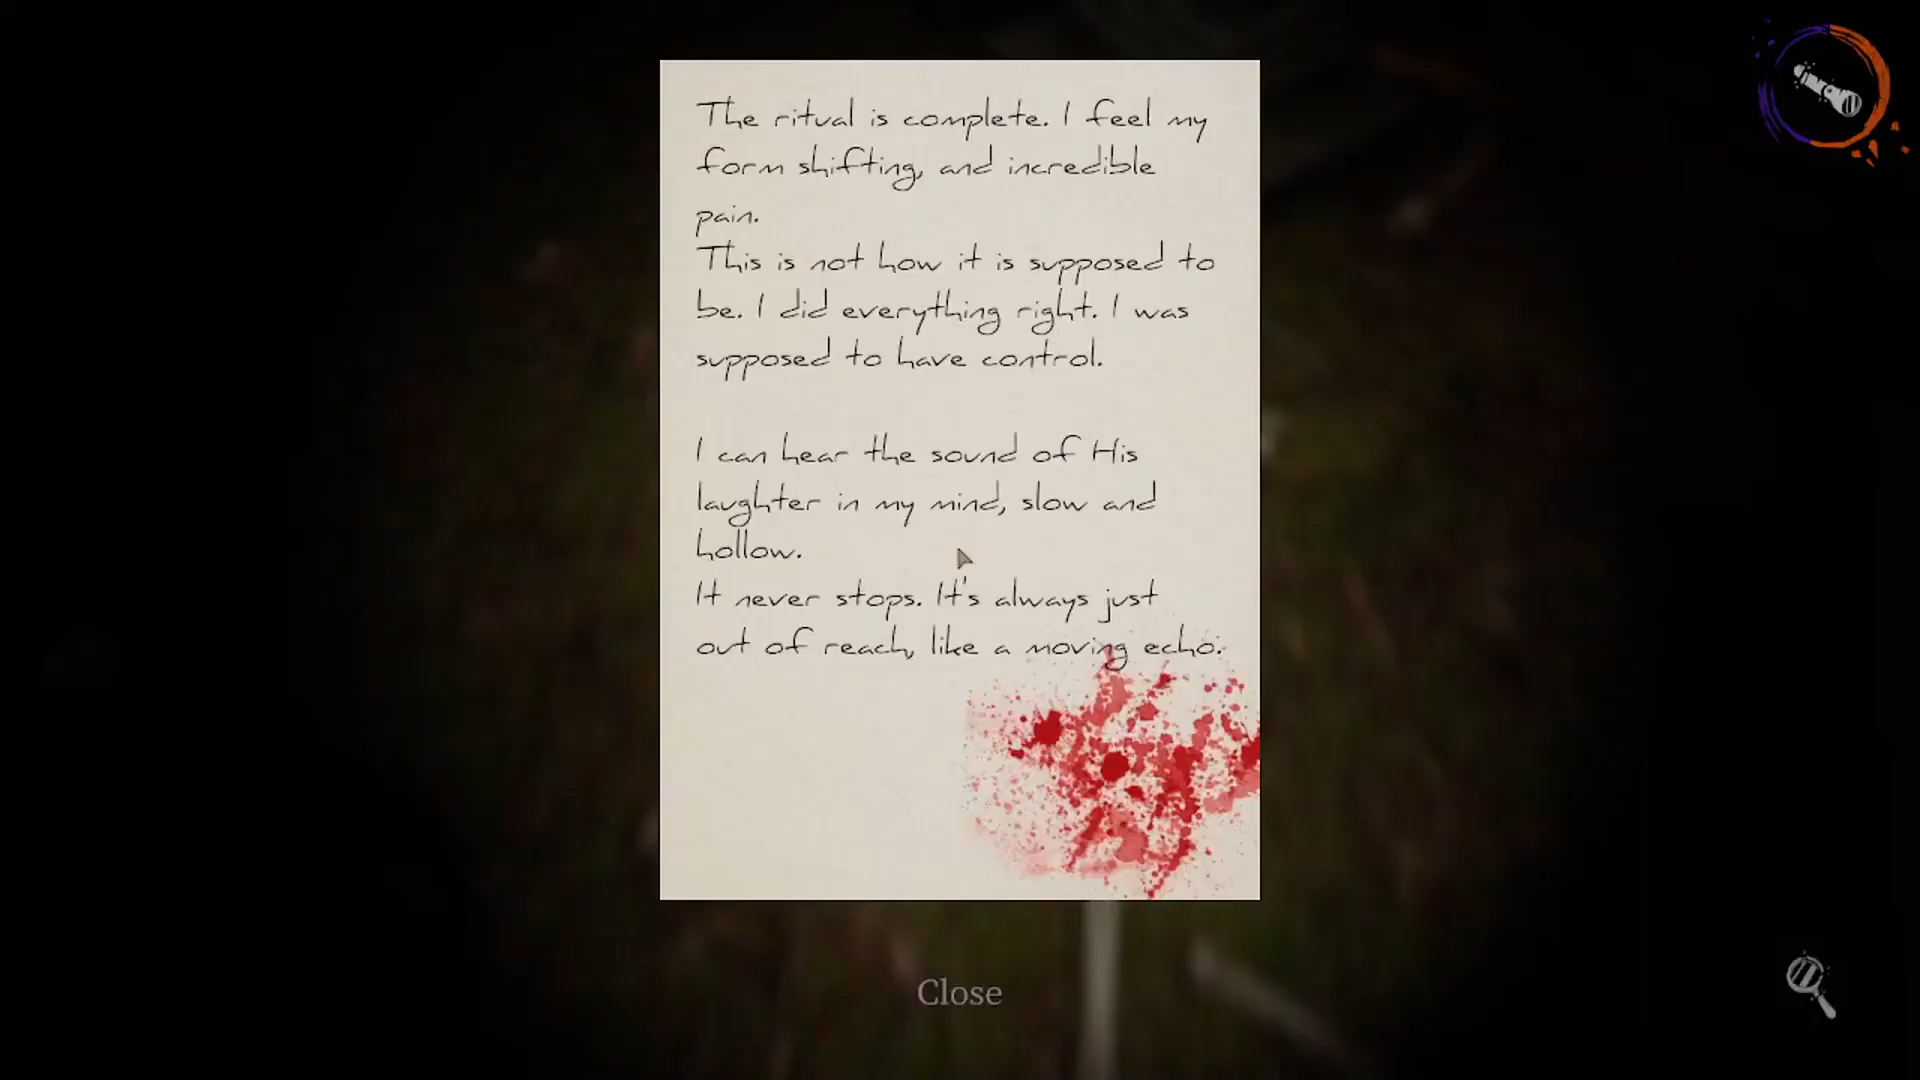 The ritual is complete. I feel my
form shifting, and incredible
pain.
This is not how it is supposed to
be. I did everything right. I was
supposed to have control.
I can hear the sound of His
laughter in my mind, slow and
hollow.
It never stops. It's always just
out of reach, like a moving echo.
Close